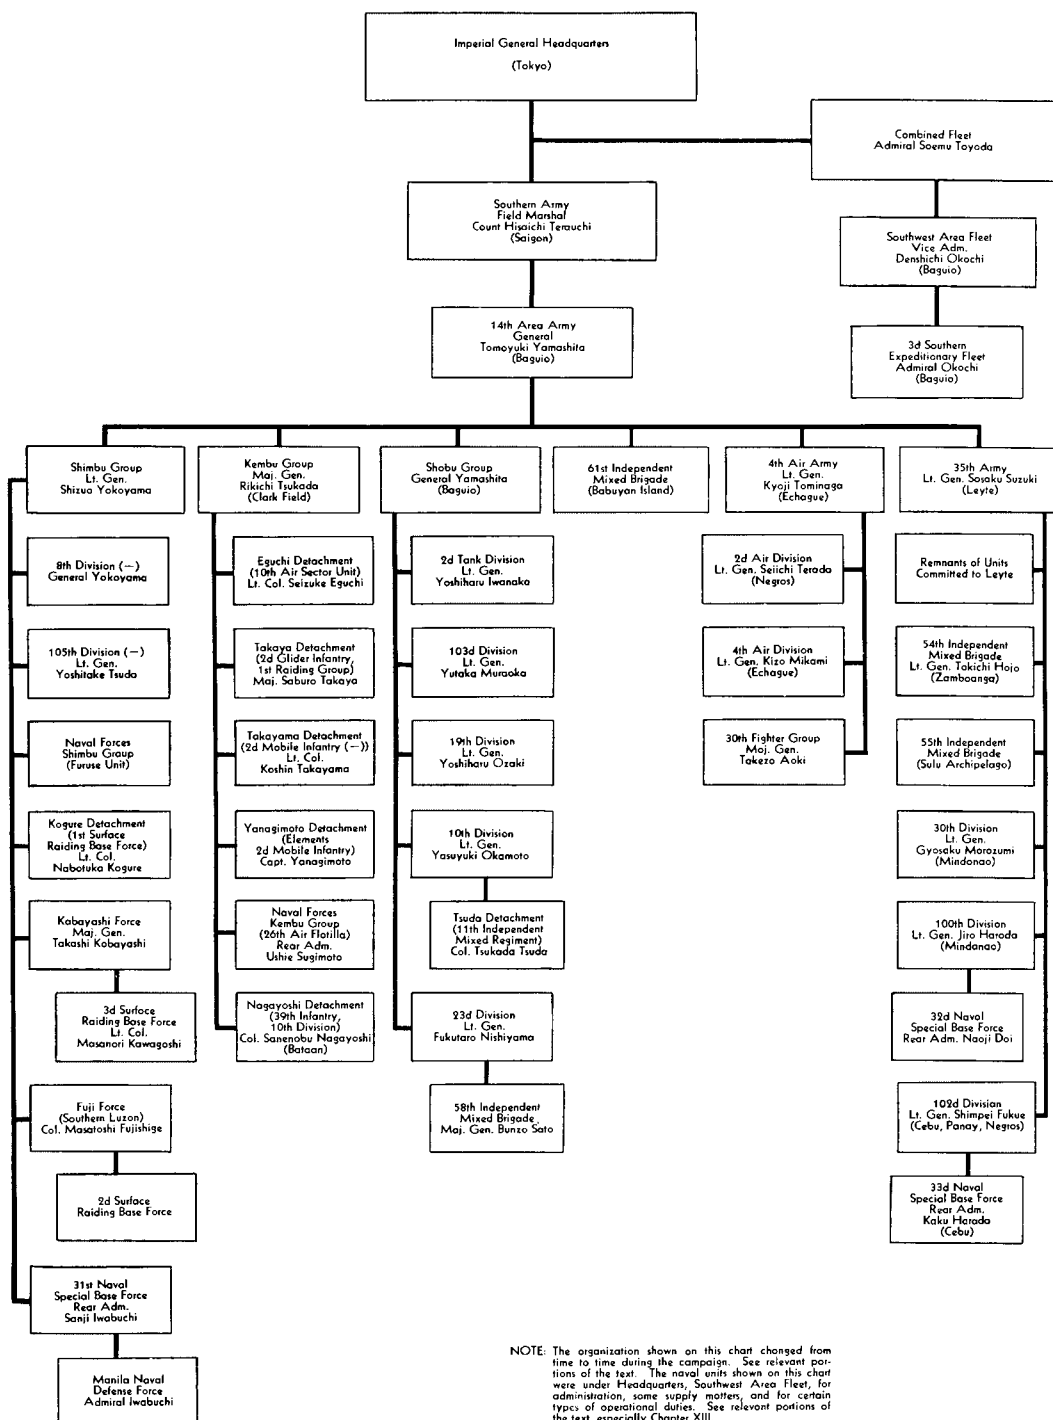 Imperial General Headquarters
(Tokyo)
Combined Fleet
Admiral Soemu Toyoda
Southern Army
Field Marshal
Count Hisaichi Terauchi
(Saigon)
Southwest Area Fleet
Vice Adm.
Denshichi Okochi
(Baguio)
14th Area Army
General
Tomoyuki Yamashita
(Baguio)
3d Southern
Expeditionary Fleet
Admiral Okochi
(Baguio)
Shimbu Group
Lt. Gen.
Shizuo Yokoyama
Kembu Group
Maj. Gen.
Rikichi Tsukada
(Clark Field)
Shobu Group
General Yamashita
(Baguio)
61st Independent
Mixed Brigade
(Babuyan Island)
4th Air Army
Lt. Gen.
Kyoji Tominaga
(Echague)
35th Army
Lt. Gen. Sosaku Suzuki
(Leyte)
8th Division (—)
General Yokoyama
105th Division (—)
Lt. Gen.
Yoshitake Tsuda
Naval Forces
Shimbu Group
(Furuse Unit)
Kogure Detachment
(1st Surface
Raiding Base Force)
Lt. Col.
Nabotuka Kogure
Kobayashi Force
Maj. Gen.
Takashi Kobayashi
3d Surface
Raiding Base Force
Lt. Col.
Masanori Kawagoshi
Fuji Force
(Southern Luzon)
Col. Masatoshi Fujishige
2d Surface
Raiding Base Force
31st Naval
Special Base Force
Rear Adm.
Sanji Iwabuchi
Manila Naval
Defense Force
Admiral Iwabuchi
Eguchi Detachment
(10th Air Sector Unit)
Lt. Col. Seizuke Eguchi
Takaya Detachment
(2d Glider Infantry,
1st Raiding Group)
Maj. Saburo Takaya
Takayama Detachment
(2d Mobile Infantry (—))
Lt. Col.
Koshin Takayama
Yanagimoto Detachment
(Elements
2d Mobile Infantry)
Capt. Yanagimoto
Naval Forces
Kembu Group
(26th Air Flotilla)
Rear Adm.
Ushie Sugimoto
Nagayoshi Detachment
(39th Infantry,
10th Division)
Col. Sanenobu Nagayoshi
(Bataan)
2d Tank Division
Lt. Gen.
Yoshiharu Iwanaka
103d Division
Lt. Gen.
Yutaka Muraoka
19th Division
Lt. Gen.
Yoshiharu Ozaki
10th Division
Lt. Gen.
Yasuyuki Okamoto
Tsuda Detachment
(11th Independent
Mixed Regiment)
Col. Tsukada Tsuda
23d Division
Lt. Gen.
Fukutaro Nishiyama
58th Independent
Mixed Brigade
Maj. Gen. Bunzo Sato
2d Air Division
Lt. Gen. Seiichi Terada
(Negros)
4th Air Division
Lt. Gen. Kizo Mikami
(Echague)
30th Fighter Group
Maj. Gen.
Takezo Aoki
Remnants of Units
Committed to Leyte
54th Independent
Mixed Brigade
Lt. Gen. Tokichi Hojo
(Zamboanga)
55th Independent
Mixed Brigade
(Sulu Archipelago)
30th Division
Lt. Gen.
Gyosaku Morozumi
(Mindonao)
100th Division
Lt. Gen. Jiro Haroda
(Mindanao)
32d Naval
Special Base Force
Rear Adm. Naoji Doi
102d Division
Lt. Gen. Shimpei Fukue
(Cebu, Panay, Negros)
33d Naval
Special Base Force
Rear Adm.
Kaku Harada
(Cebu)
NOTE: The organization shown on this chart changed from
time to time during the campaign. See relevant por-
tions of the text. The naval units shown on this chart
were under Headquarters, Southwest Area Fleet, for
administration, some supply matters, and for certain
types of operational duties. See relevant portions of
the text, especially Chapter XIII.